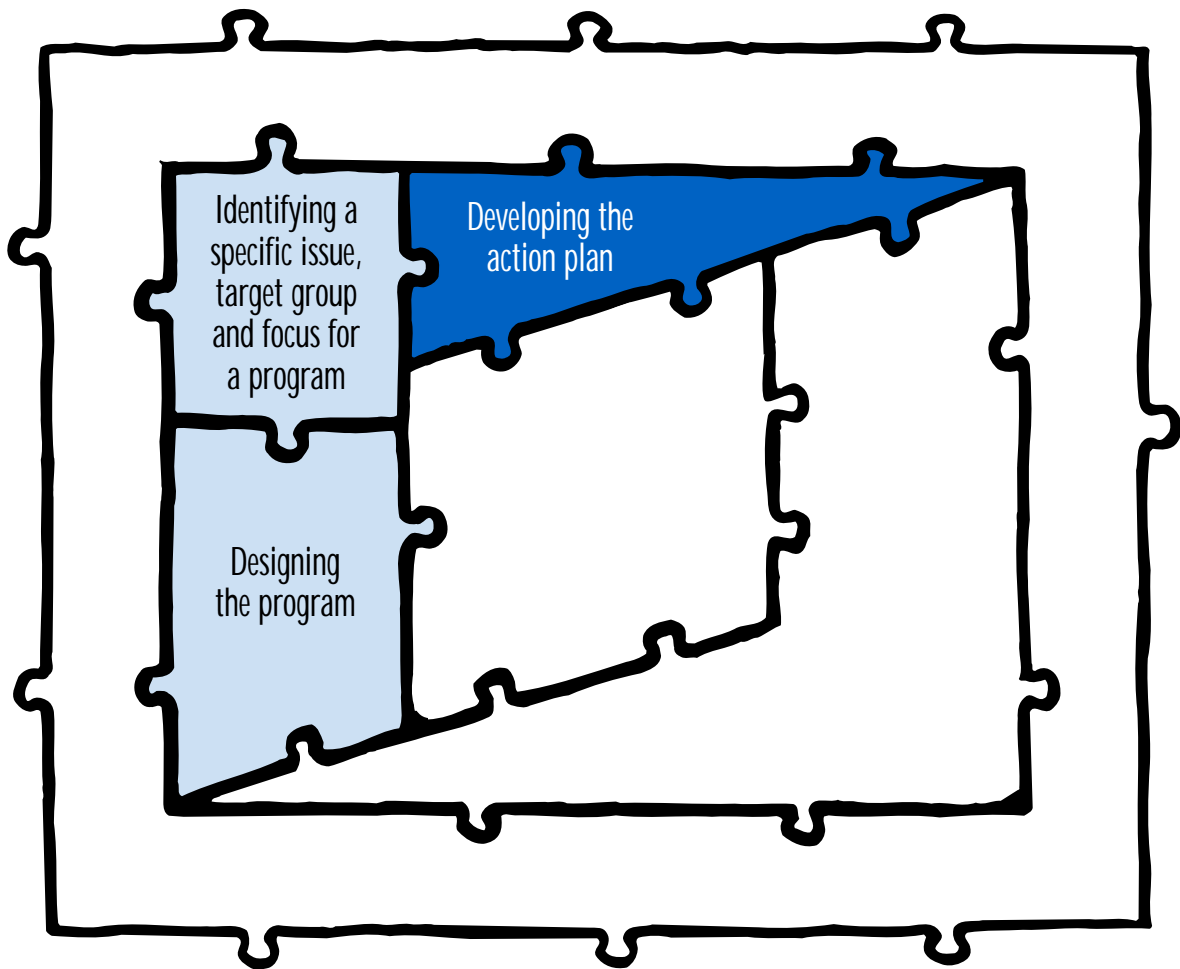 Identifying a
specific issue,
target group
and focus for
a program
Developing the
action plan
Designing
the program